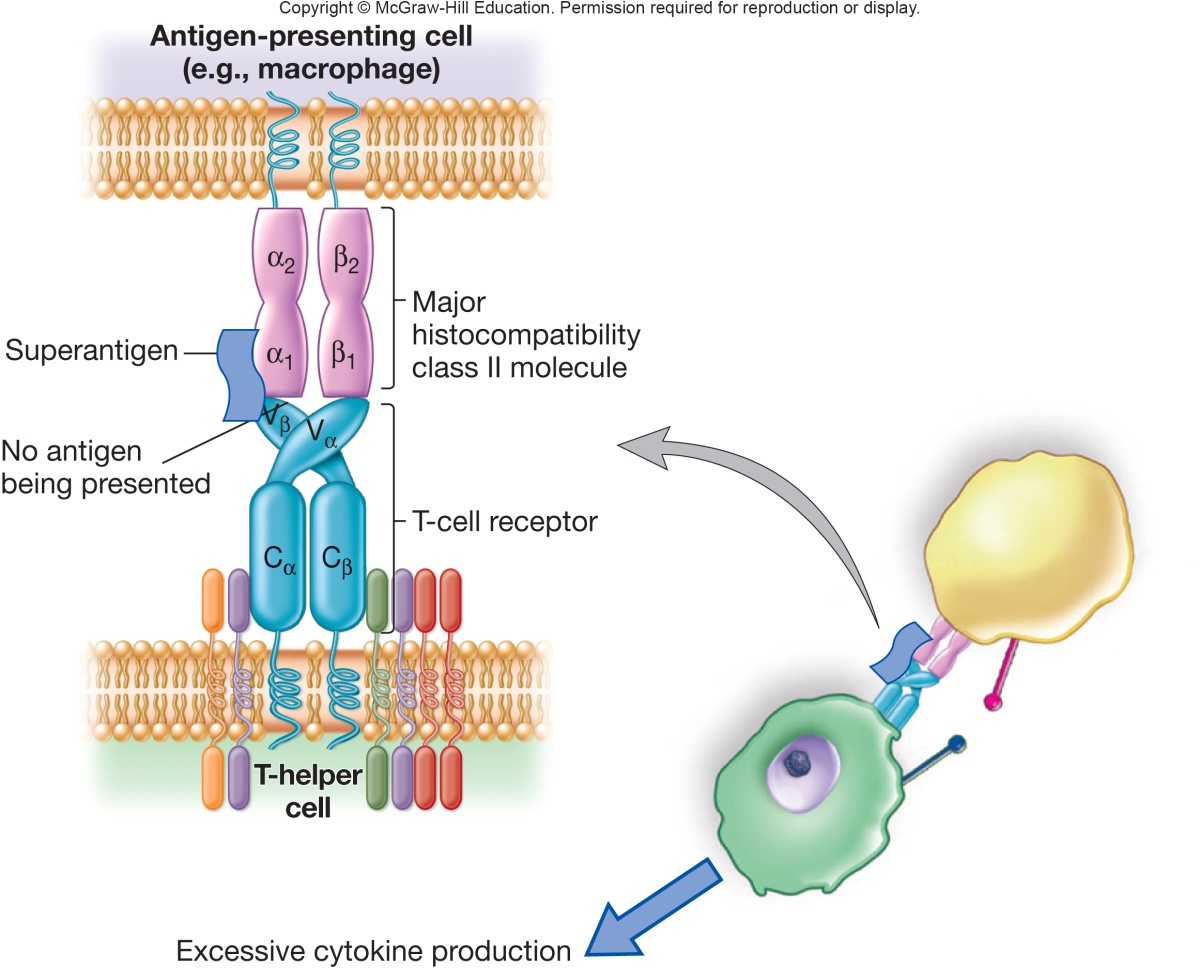 Copyright © McGraw-Hill Education. Permission required for reproduction or display.
Antigen-presenting cell
(e.g., macrophage)
α2
β2
Major
histocompatibility
class II molecule
Superantigen
α1
β1
Vβ
Vα
No antigen
being presented
T-cell receptor
Cα
Cβ
T-helper
cell
Excessive cytokine production